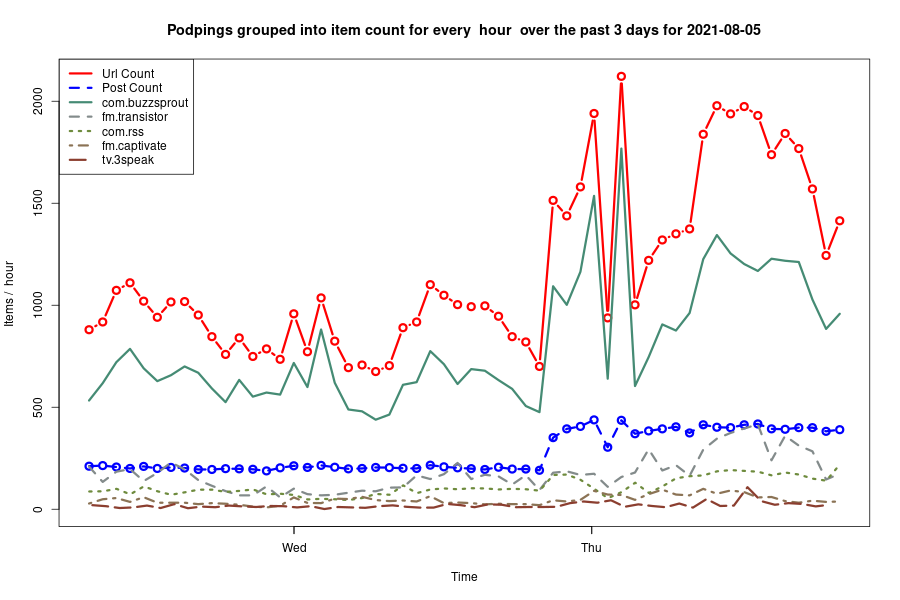 Podpings grouped into item count for every  hour  over the past 3 days for 2021-08-05
Url Count
Post Count
com.buzzsprout
fm.transistor
com.rss
fm.captivate
tv.3speak
2000
1500
1000
500
0
Items /  hour
Wed
Thu
Time